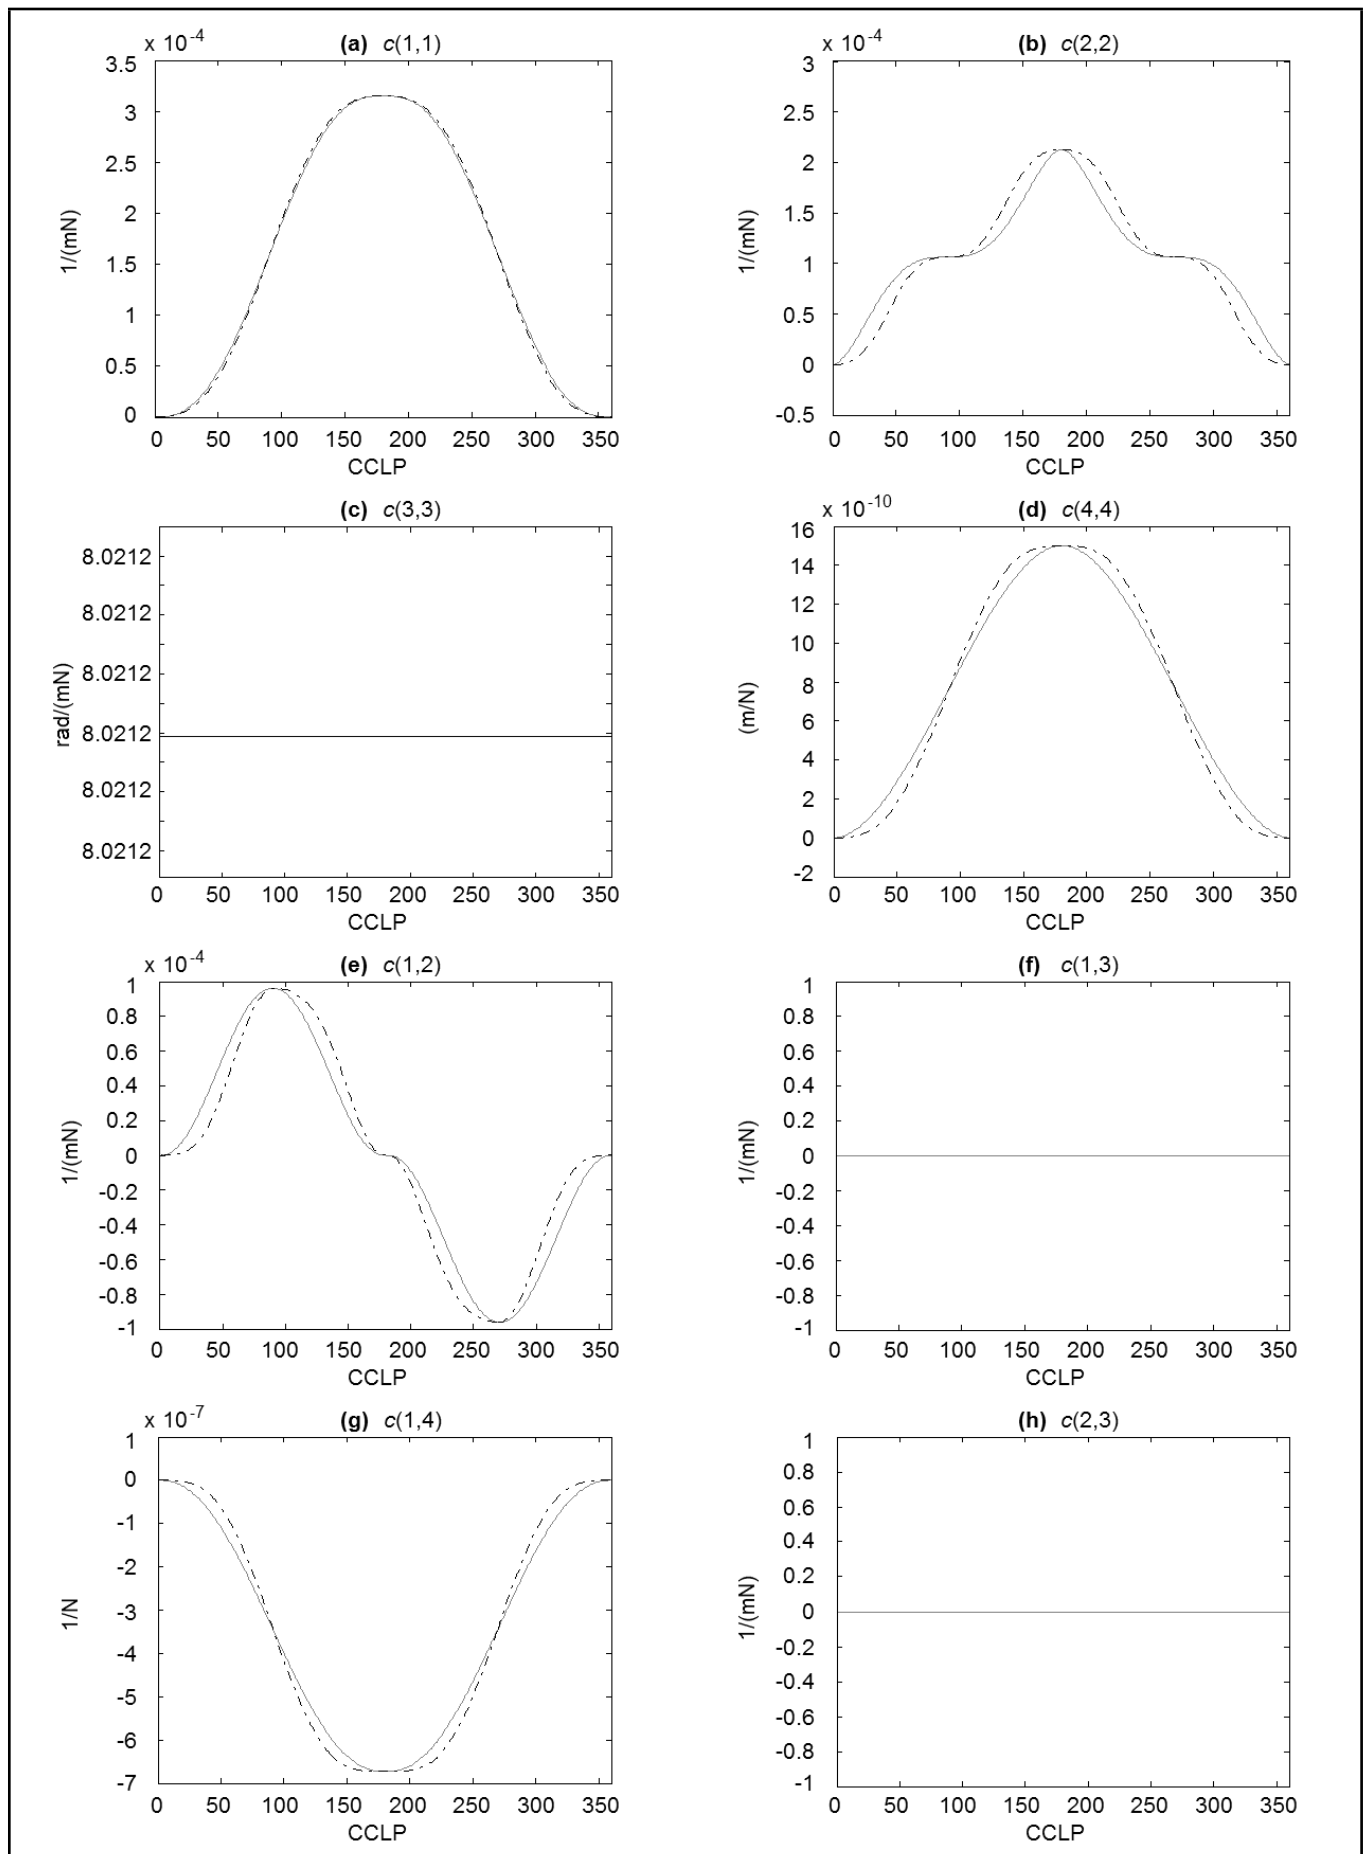 x 10-4
(a) c(1,1)
3.5
3
2.5
2
1.5
1
0.5
0
1/(mN)
0 50 100 150 200 250 300 350
CCLP
x 10-4
(b) c(2,2)
3
2.5
2
1.5
1
0.5
0
-0.5
1/(mN)
0 50 100 150 200 250 300 350
CCLP
(c) c(3,3)
8.0212
8.0212
8.0212
8.0212
8.0212
8.0212
rad/(mN)
0 50 100 150 200 250 300 350
CCLP
x 10-10
(d) c(4,4)
16
14
12
10
8
6
4
2
0
-2
(m/N)
0 50 100 150 200 250 300 350
CCLP
x 10-4
(e) c(1,2)
1
0.8
0.6
0.4
0.2
0
-0.2
-0.4
-0.6
-0.8
-1
1/(mN)
0 50 100 150 200 250 300 350
CCLP
(f) c(1,3)
1
0.8
0.6
0.4
0.2
0
-0.2
-0.4
-0.6
-0.8
-1
1/(mN)
0 50 100 150 200 250 300 350
CCLP
x 10-7
(g) c(1,4)
1
0
-1
-2
-3
-4
-5
-6
-7
1/N
0 50 100 150 200 250 300 350
CCLP
(h) c(2,3)
1
0.8
0.6
0.4
0.2
0
-0.2
-0.4
-0.6
-0.8
-1
1/(mN)
0 50 100 150 200 250 300 350
CCLP